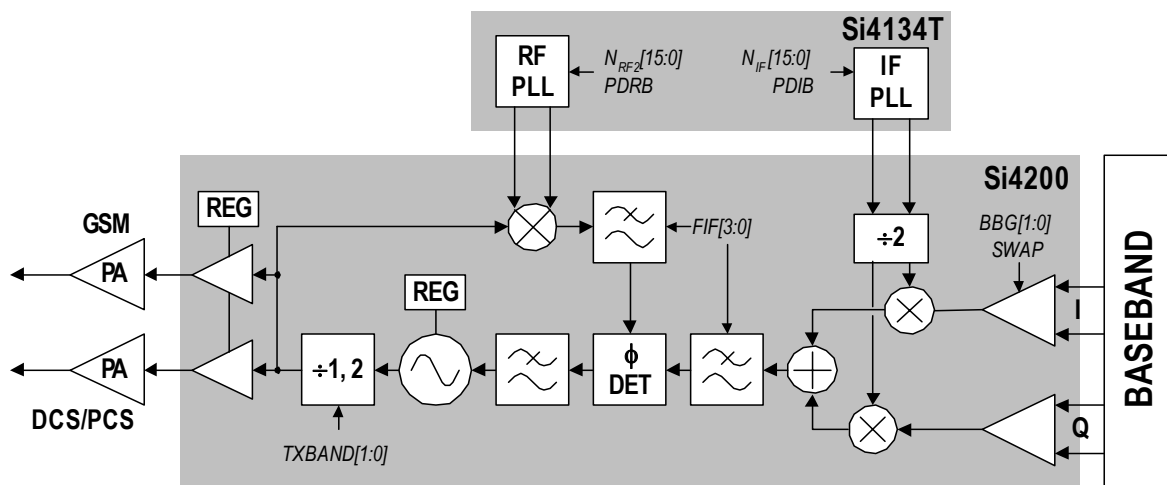 Si4134T
RF
PLL
N_RF2[15:0]
PDRB
N_IF[15:0]
PDIB
IF
PLL
Si4200
REG
GSM
PA
FIF[3:0]
÷2
BBG[1:0]
SWAP
I
REG
PA
DCS/PCS
÷1, 2
TXBAND[1:0]
ϕ
DET
Q
BASEBAND